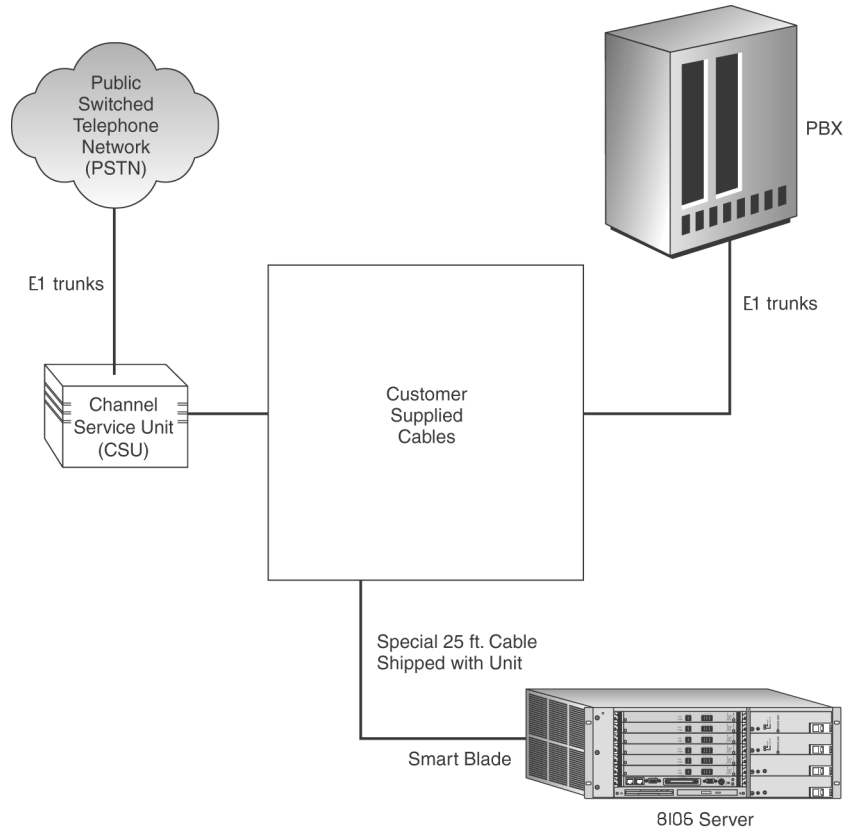 Public
Switched
Telephone
Network
(PSTN)
PBX
E1 trunks
E1 trunks
Customer
Supplied
Cables
Channel
Service Unit
(CSU)
Special 25 ft. Cable
Shipped with Unit
Smart Blade
8106 Server